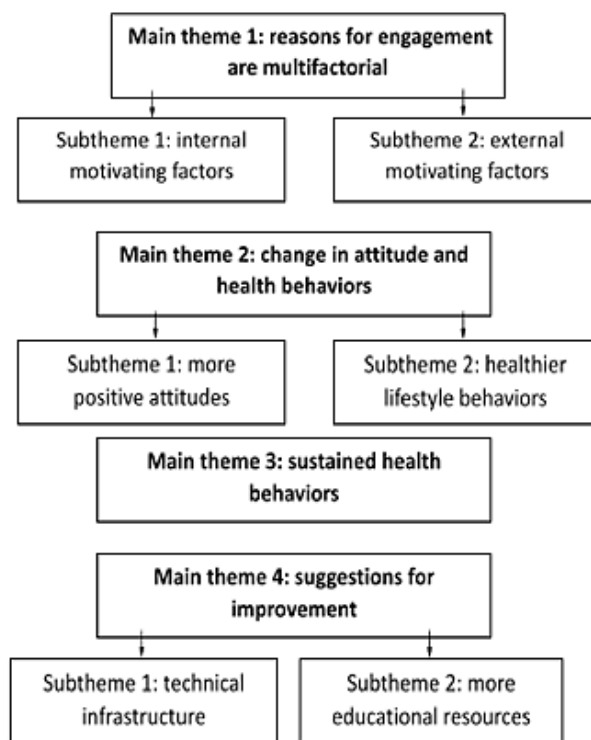 Main theme 1: reasons for engagement
are multifactorial
Subtheme 1: internal
motivating factors
Subtheme 2: external
motivating factors
Main theme 2: change in attitude and
health behaviors
Subtheme 1: more
positive attitudes
Subtheme 2: healthier
lifestyle behaviors
Main theme 3: sustained health
behaviors
Main theme 4: suggestions for
improvement
Subtheme 1: technical
infrastructure
Subtheme 2: more
educational resources